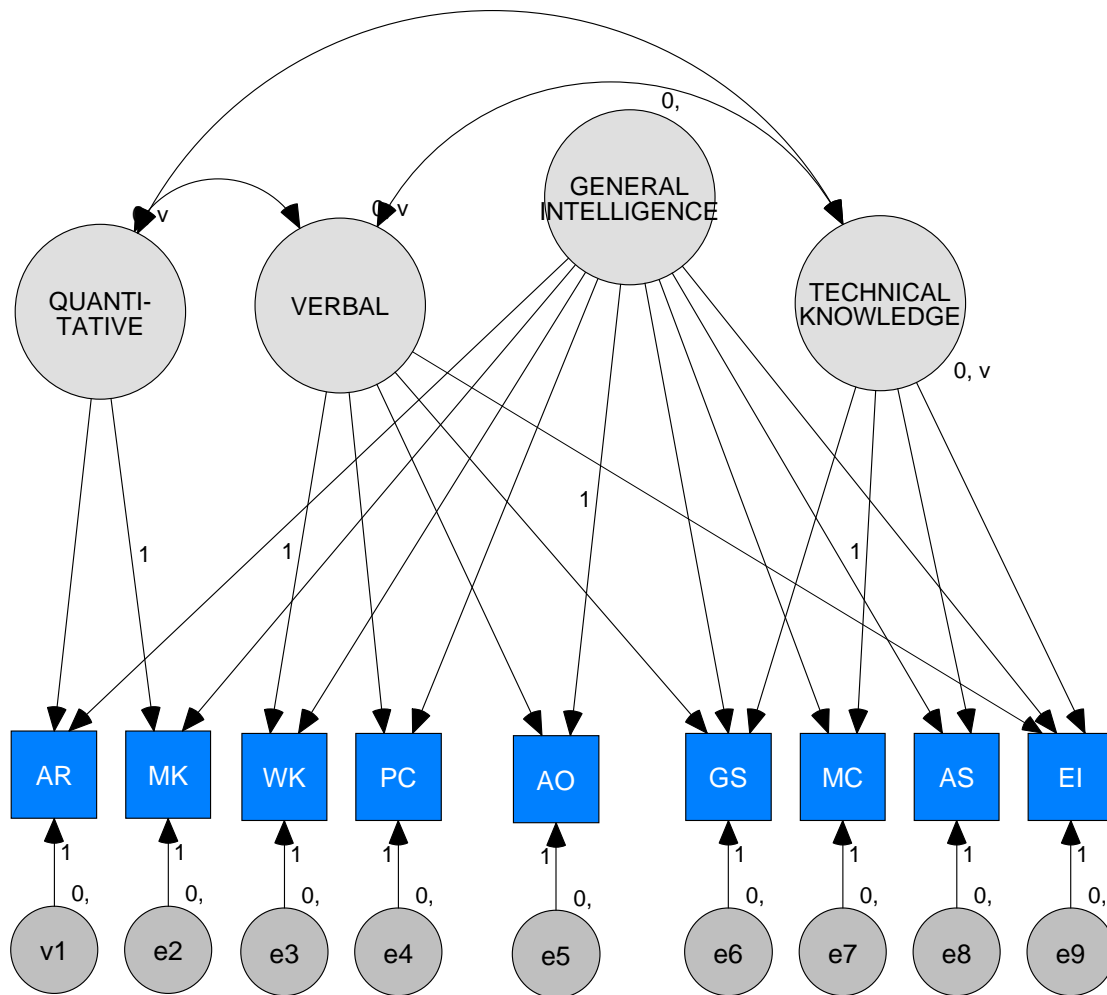 0,
GENERAL
INTELLIGENCE
0, v
QUANTI-
TATIVE
VERBAL
TECHNICAL
KNOWLEDGE
0, v
1
1
1
1
AR
MK
WK
PC
AO
GS
MC
AS
EI
1
1
1
1
1
1
1
1
1
0,
0,
0,
0,
0,
0,
0,
0,
0,
v1
e2
e3
e4
e5
e6
e7
e8
e9